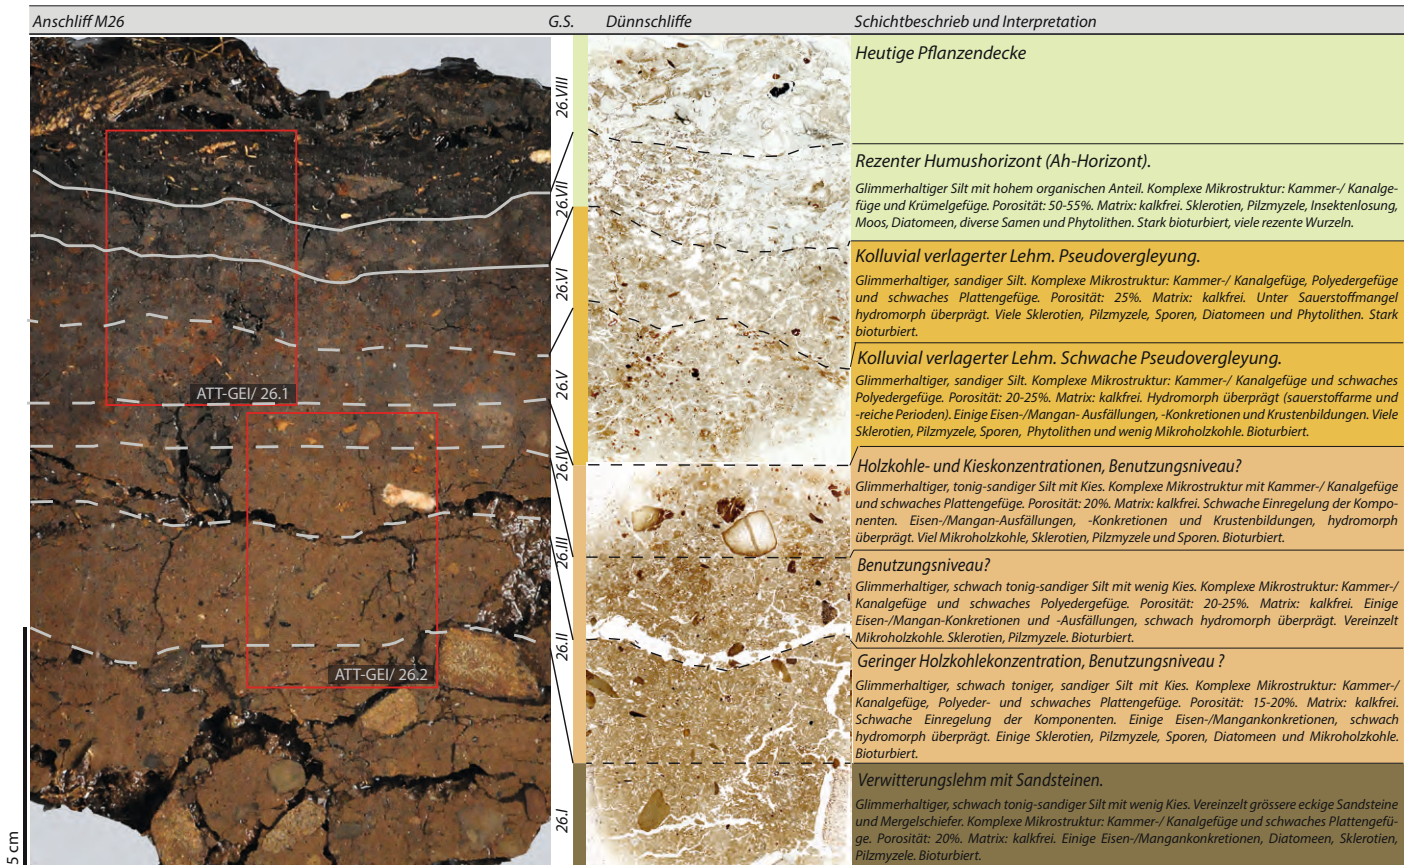 Anschliff M26 G.S. Dünnschliffe Schichtbeschrieb und Interpretation
26.VIII
26.VII
26.VI
26.V
26.IV
26.III
26.II
26.I
ATT-GEI/ 26.1
ATT-GEI/ 26.2
5 cm
Heutige Pflanzendecke
Rezenter Humushorizont (Ah-Horizont).
Glimmerhaltiger Silt mit hohem organischen Anteil. Komplexe Mikrostruktur: Kammer-/ Kanalge-
füge und Krümelgefüge. Porosität: 50-55%. Matrix: kalkfrei. Sklerotien, Pilzmyzele, Insektenlosung,
Moos, Diatomeen, diverse Samen und Phytolithen. Stark bioturbiert, viele rezente Wurzeln.
Kolluvial verlagerter Lehm. Pseudovergleyung.
Glimmerhaltiger, sandiger Silt. Komplexe Mikrostruktur: Kammer-/ Kanalgefüge, Polyedergefüge
und schwaches Plattengefüge. Porosität: 25%. Matrix: kalkfrei. Unter Sauerstoffmangel
hydromorph überprägt. Viele Sklerotien, Pilzmyzele, Sporen, Diatomeen und Phytolithen. Stark
bioturbiert.
Kolluvial verlagerter Lehm. Schwache Pseudovergleyung.
Glimmerhaltiger, sandiger Silt. Komplexe Mikrostruktur: Kammer-/ Kanalgefüge und schwaches
Polyedergefüge. Porosität: 20-25%. Matrix: kalkfrei. Hydromorph überprägt (sauerstoffarme und
-reiche Perioden). Einige Eisen-/Mangan- Ausfällungen, -Konkretionen und Krustenbildungen. Viele
Sklerotien, Pilzmyzele, Sporen, Phytolithen und wenig Mikroholzkohle. Bioturbiert.
Holzkohle- und Kieskonzentrationen, Benutzungsniveau?
Glimmerhaltiger, tonig-sandiger Silt mit Kies. Komplexe Mikrostruktur mit Kammer-/ Kanalgefüge
und schwaches Plattengefüge. Porosität: 20%. Matrix: kalkfrei. Schwache Einregelung der Kompo-
nenten. Eisen-/Mangan-Ausfällungen, -Konkretionen und Krustenbildungen, hydromorph
überprägt. Viel Mikroholzkohle, Sklerotien, Pilzmyzele und Sporen. Bioturbiert.
Benutzungsniveau?
Glimmerhaltiger, schwach tonig-sandiger Silt mit wenig Kies. Komplexe Mikrostruktur: Kammer-/
Kanalgefüge und schwaches Polyedergefüge. Porosität: 20-25%. Matrix: kalkfrei. Einige
Eisen-/Mangan-Konkretionen und -Ausfällungen, schwach hydromorph überprägt. Vereinzelt
Mikroholzkohle. Sklerotien, Pilzmyzele. Bioturbiert.
Geringer Holzkohlekonzentration, Benutzungsniveau ?
Glimmerhaltiger, schwach toniger, sandiger Silt mit Kies. Komplexe Mikrostruktur: Kammer-/
Kanalgefüge, Polyeder- und schwaches Plattengefüge. Porosität: 15-20%. Matrix: kalkfrei.
Schwache Einregelung der Komponenten. Einige Eisen-/Mangankonkretionen, schwach
hydromorph überprägt. Einige Sklerotien, Pilzmyzele, Sporen, Diatomeen und Mikroholzkohle.
Bioturbiert.
Verwitterungslehm mit Sandsteinen.
Glimmerhaltiger, schwach tonig-sandiger Silt mit wenig Kies. Vereinzelt grössere eckige Sandsteine
und Mergelschiefer. Komplexe Mikrostruktur: Kammer-/ Kanalgefüge und schwaches Plattengefü-
ge. Porosität: 20%. Matrix: kalkfrei. Einige Eisen-/Mangankonkretionen, Diatomeen, Sklerotien,
Pilzmyzele. Bioturbiert.